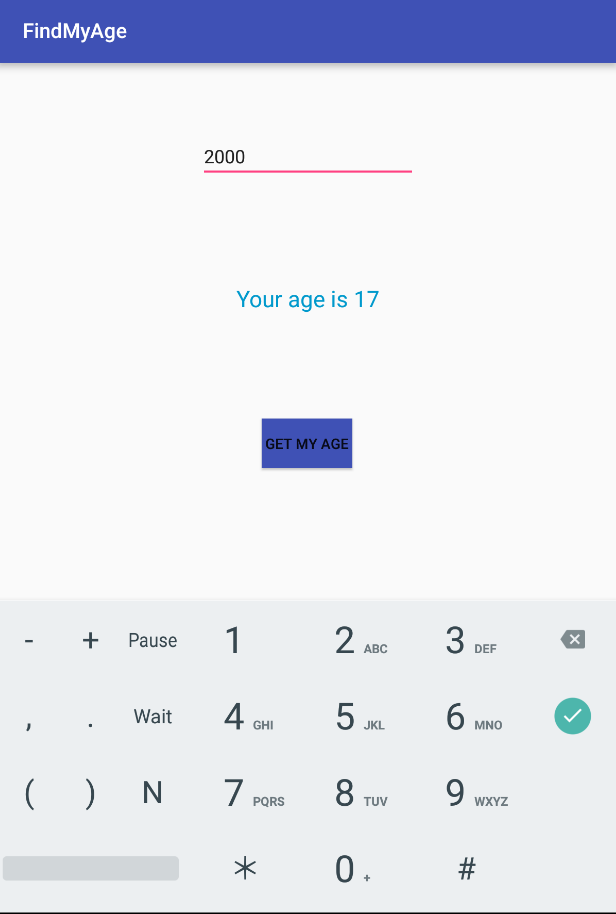 FindMyAge
2000
Your age is 17
GET MY AGE
- + Pause 1 2 ABC 3 DEF
, . Wait 4 GHI 5 JKL 6 MNO
( ) N 7 PQRS 8 TUV 9 WXYZ
* 0 + #